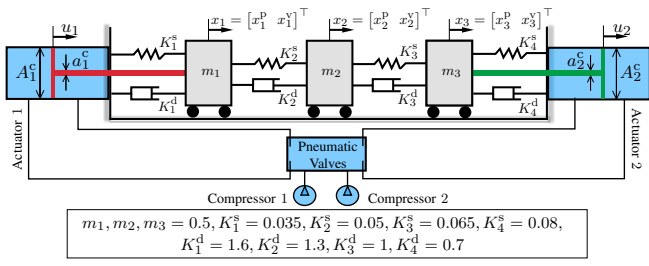 u₁
x₁ = [x₁ᵖ x₁ᵛ]ᵀ
x₂ = [x₂ᵖ x₂ᵛ]ᵀ
x₃ = [x₃ᵖ x₃ᵛ]ᵀ
u₂
A₁ᶜ
a₁ᶜ
K₁ˢ
K₂ˢ
K₃ˢ
K₄ˢ
a₂ᶜ
A₂ᶜ
m₁
m₂
m₃
K₁ᵈ
K₂ᵈ
K₃ᵈ
K₄ᵈ
Actuator 1
Actuator 2
Pneumatic
Valves
Compressor 1
Compressor 2
m₁, m₂, m₃ = 0.5, K₁ˢ = 0.035, K₂ˢ = 0.05, K₃ˢ = 0.065, K₄ˢ = 0.08,
K₁ᵈ = 1.6, K₂ᵈ = 1.3, K₃ᵈ = 1, K₄ᵈ = 0.7